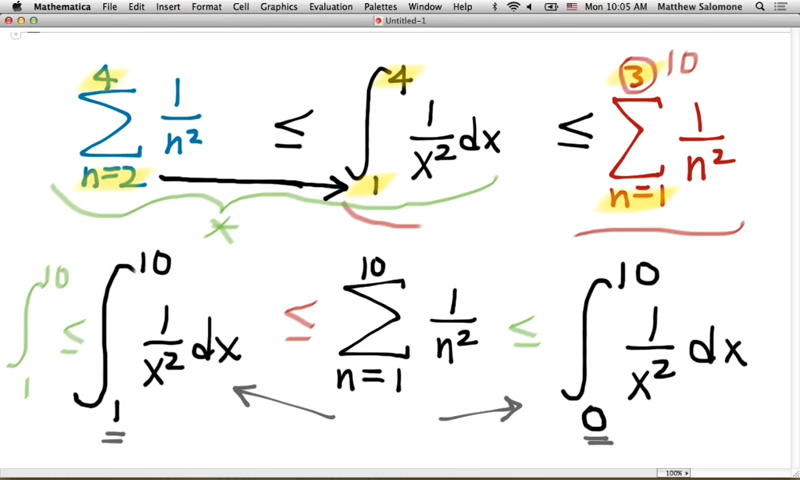 Mathematica File Edit Insert Format Cell Graphics Evaluation Palettes Window Help Mon 10:05 AM Matthew Salomone
Untitled-1
4 ∑ n=2 1/n² ≤ ∫ 4 1 1/x² dx ≤ 3 10 ∑ n=1 1/n²
*
∫ 10 1 ≤ ∫ 10 1 1/x² dx ≤ 10 ∑ n=1 1/n² ≤ ∫ 10 0 1/x² dx
100%